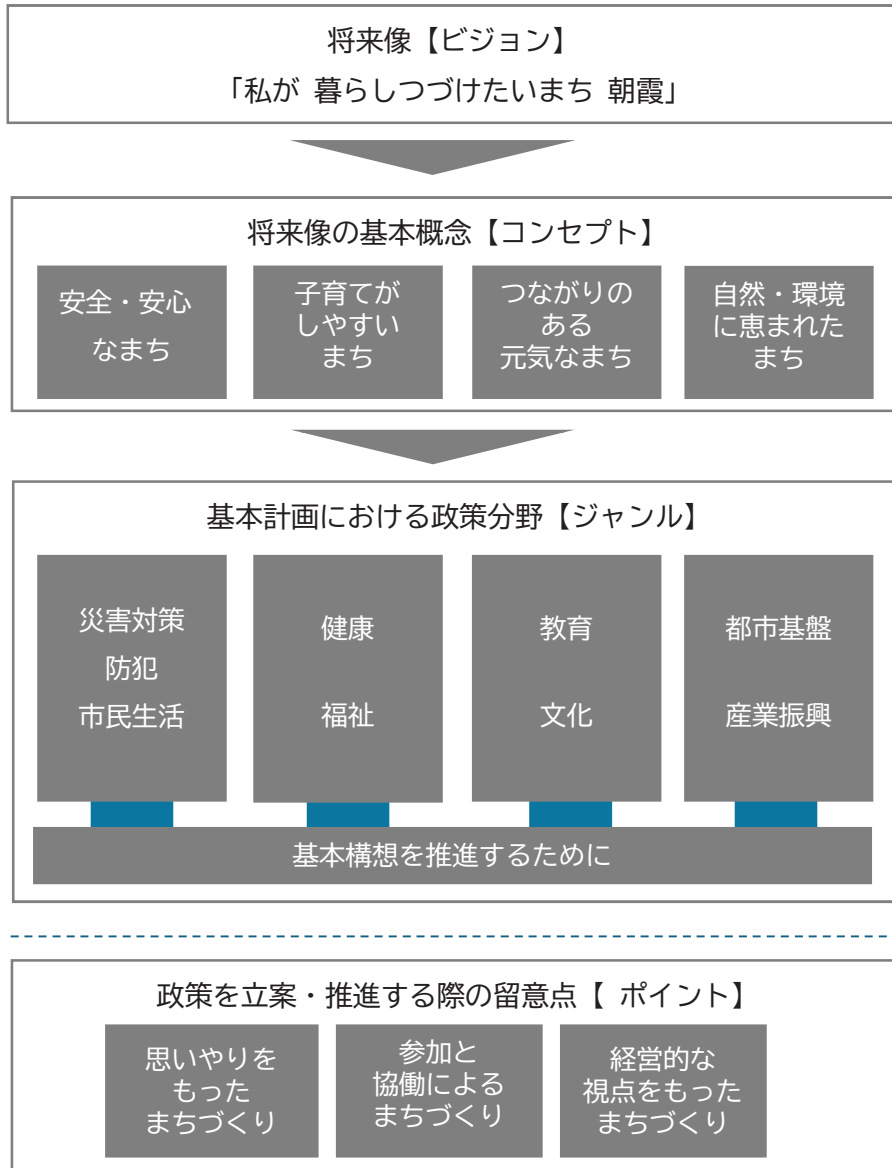 将来像【ビジョン】
「私が 暮らしつづけたいまち 朝霞」
将来像の基本概念【コンセプト】
安全・安心
なまち
子育てが
しやすい
まち
つながりの
ある
元気なまち
自然・環境
に恵まれた
まち
基本計画における政策分野【ジャンル】
災害対策
防犯
市民生活
健康
福祉
教育
文化
都市基盤
産業振興
基本構想を推進するために
政策を立案・推進する際の留意点【 ポイント】
思いやりを
もった
まちづくり
参加と
協働による
まちづくり
経営的な
視点をもった
まちづくり